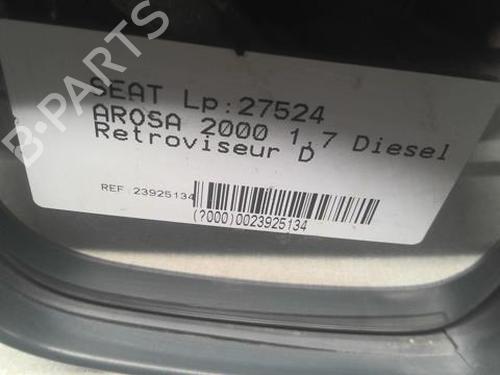 B-PARTS
SEAT Lp:27524
AROSA 2000 1,7 Diesel
Retroviseur D
REF 23925134
(?000)0023925134